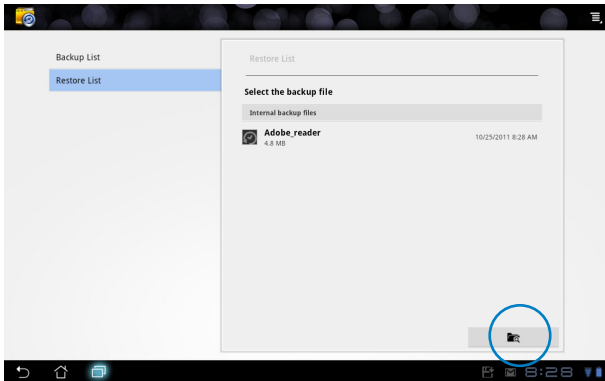 Backup List
Restore List
Restore List
Select the backup file
Internal backup files
Adobe_reader
4.8 MB
10/25/2011 8:28 AM
8:28